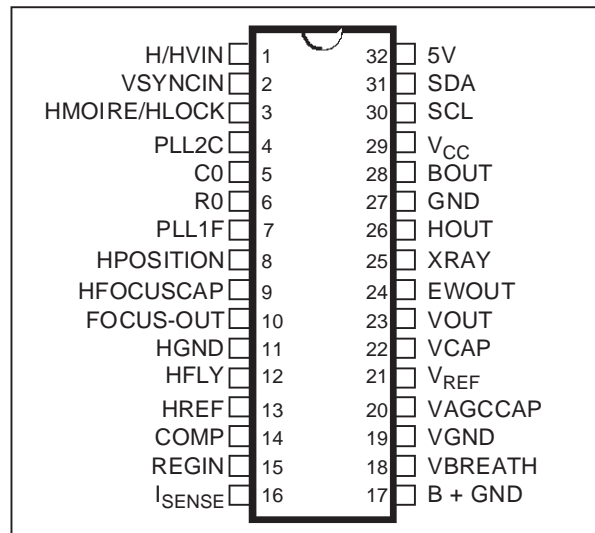 H/HVIN 1 32 5V
VSYNCIN 2 31 SDA
HMOIRE/HLOCK 3 30 SCL
PLL2C 4 29 VCC
C0 5 28 BOUT
R0 6 27 GND
PLL1F 7 26 HOUT
HPOSITION 8 25 XRAY
HFOCUSCAP 9 24 EWOUT
FOCUS-OUT 10 23 VOUT
HGND 11 22 VCAP
HFLY 12 21 VREF
HREF 13 20 VAGCCAP
COMP 14 19 VGND
REGIN 15 18 VBREATH
ISENSE 16 17 B + GND